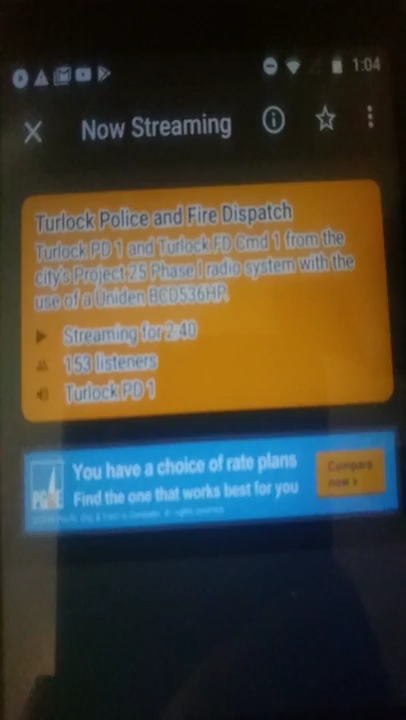 1:04
Now Streaming
Turlock Police and Fire Dispatch
Turlock PD 1 and Turlock FD Cmd 1 from the
city's Project 25 Phase I radio system with the
use of a Uniden BCD536HP.
Streaming for 2:40
153 listeners
Turlock PD 1
PG&E
You have a choice of rate plans
Find the one that works best for you
Compare
now ›